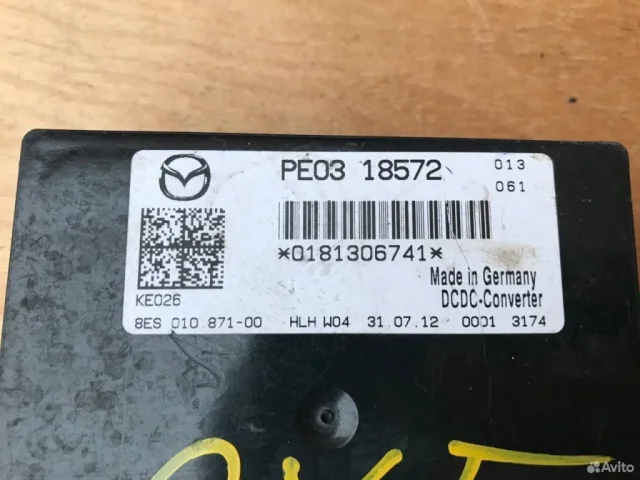 PE03 18572 013
061
*0181306741*
Made in Germany
DCDC-Converter
KE026
8ES 010 871-00 HLH W04 31.07.12 0001 3174
Avito